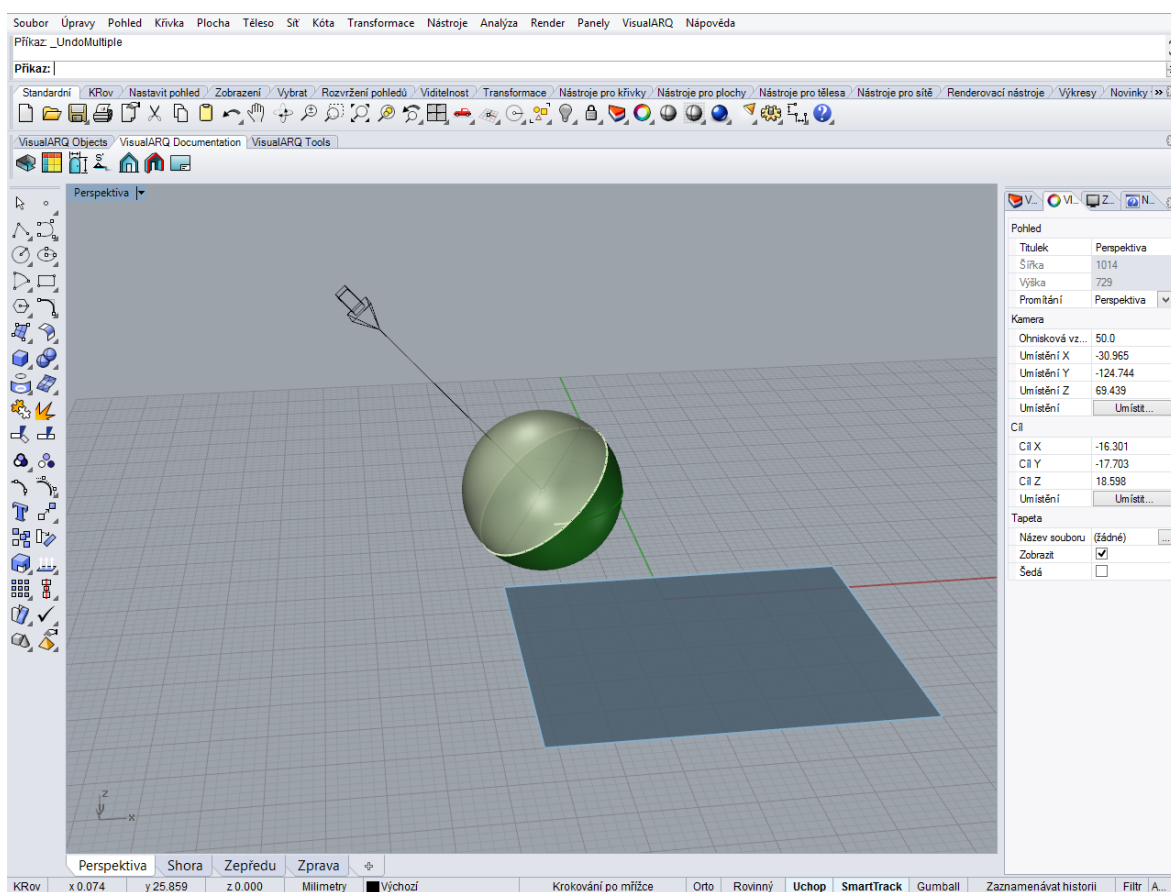 Soubor Úpravy Pohled Křivka Plocha Těleso Síť Kóta Transformace Nástroje Analýza Render Panely VisualARQ Nápověda
Příkaz: _UndoMultiple
Příkaz:
Standardní KRov Nastavit pohled Zobrazení Vybrat Rozvržení pohledů Viditelnost Transformace Nástroje pro křivky Nástroje pro plochy Nástroje pro tělesa Nástroje pro sítě Renderovací nástroje Výkresy Novinky
VisualARQ Objects VisualARQ Documentation VisualARQ Tools
Perspektiva
V... Vl... Z... N...
Pohled
Titulek Perspektiva
Šířka 1014
Výška 729
Promítání Perspektiva
Kamera
Ohnisková vz... 50.0
Umístění X -30.965
Umístění Y -124.744
Umístění Z 69.439
Umístění Umístit...
Cíl
Cíl X -16.301
Cíl Y -17.703
Cíl Z 18.598
Umístění Umístit...
Tapeta
Název souboru (žádné) ...
Zobrazit
Šedá
z
y
x
Perspektiva Shora Zepředu Zprava
KRov x 0.074 y 25.859 z 0.000 Milimetry Výchozí Krokování po mřížce Orto Rovinný Uchop SmartTrack Gumball Zaznamenávat historii Filtr A...